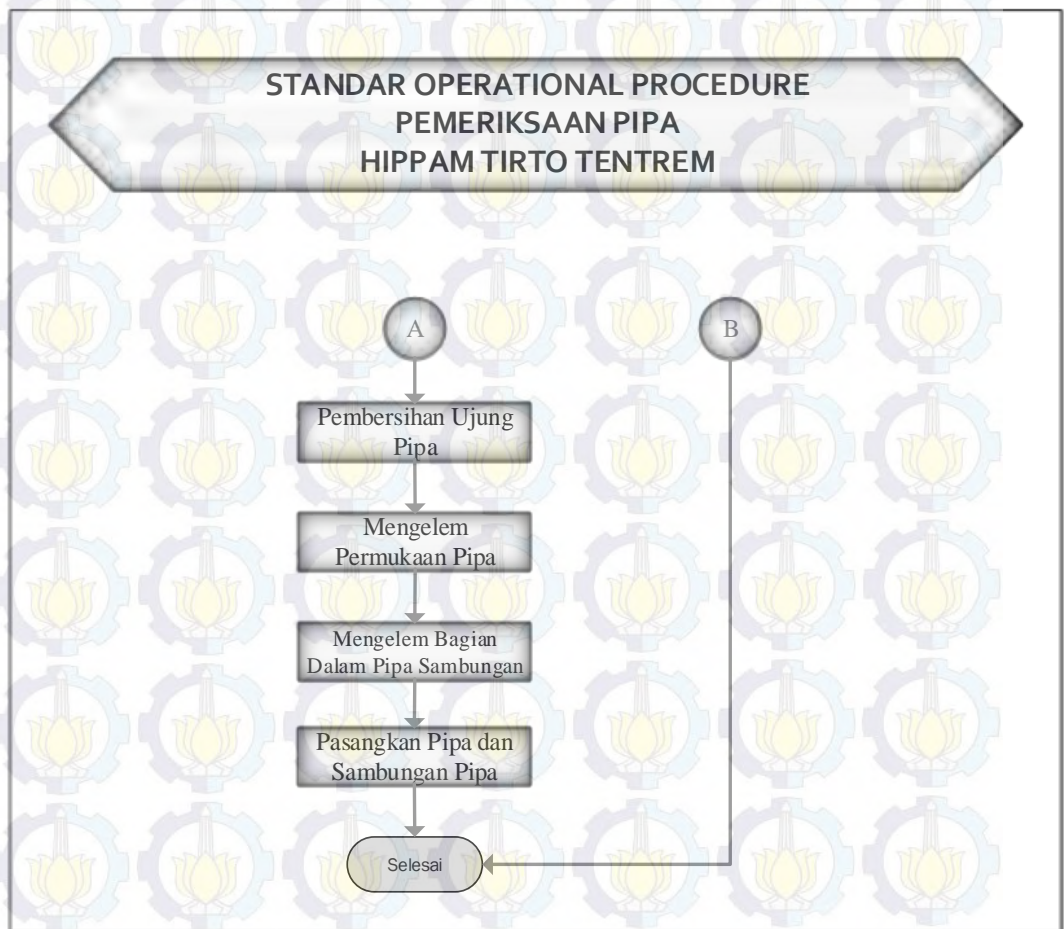 STANDAR OPERATIONAL PROCEDURE
PEMERIKSAAN PIPA
HIPPAM TIRTO TENTREM
A
B
Pembersihan Ujung
Pipa
Mengelem
Permukaan Pipa
Mengelem Bagian
Dalam Pipa Sambungan
Pasangkan Pipa dan
Sambungan Pipa
Selesai